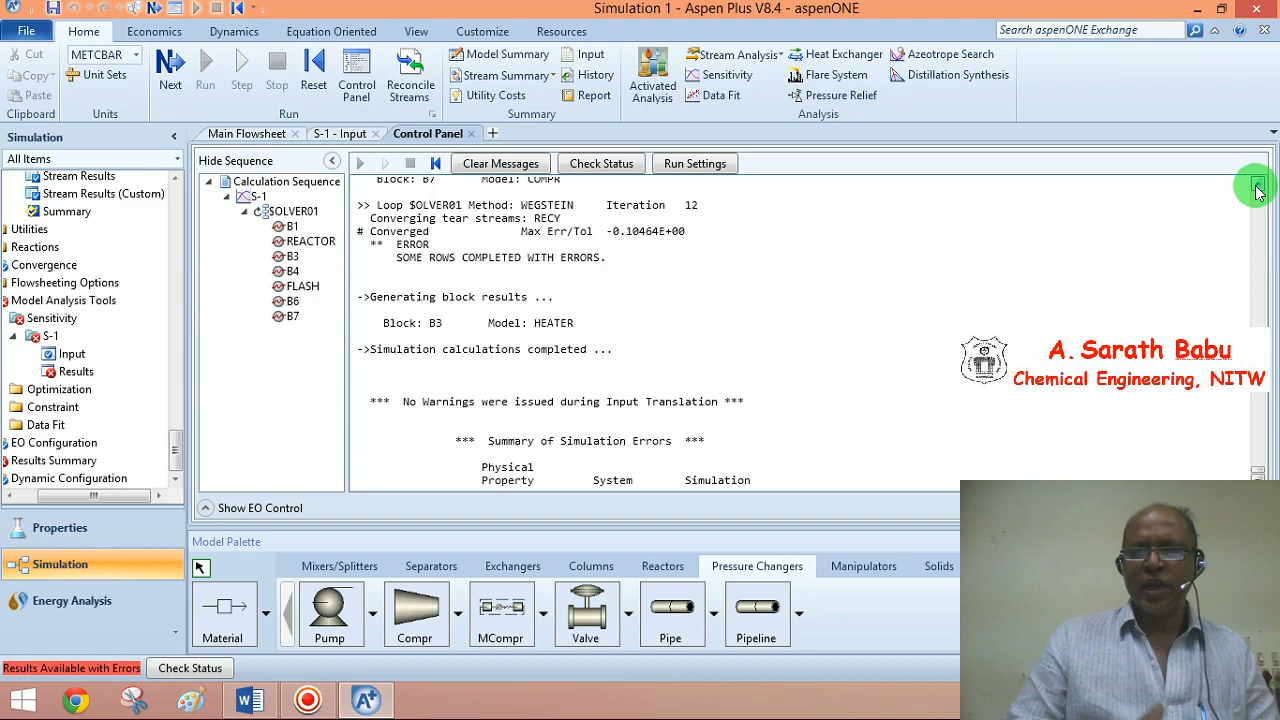 Simulation 1 - Aspen Plus V8.4 - aspenONE
File
Home
Economics
Dynamics
Equation Oriented
View
Customize
Resources
Search aspenONE Exchange
Cut
METCBAR
Copy
Unit Sets
Paste
Clipboard
Units
Next
Run
Step
Stop
Reset
Control Panel
Reconcile Streams
Run
Model Summary
Input
Stream Summary
History
Utility Costs
Report
Summary
Activated Analysis
Stream Analysis
Heat Exchanger
Azeotrope Search
Sensitivity
Flare System
Distillation Synthesis
Data Fit
Pressure Relief
Analysis
Simulation
All Items
Stream Results
Stream Results (Custom)
Summary
Utilities
Reactions
Convergence
Flowsheeting Options
Model Analysis Tools
Sensitivity
S-1
Input
Results
Optimization
Constraint
Data Fit
EO Configuration
Results Summary
Dynamic Configuration
Properties
Simulation
Energy Analysis
Main Flowsheet
S-1 - Input
Control Panel
Hide Sequence
Clear Messages
Check Status
Run Settings
Calculation Sequence
S-1
$OLVER01
B1
REACTOR
B3
B4
FLASH
B6
B7
Block: B7 Model: COMPR
>> Loop $OLVER01 Method: WEGSTEIN Iteration 12
Converging tear streams: RECY
# Converged Max Err/Tol -0.10464E+00
** ERROR
SOME ROWS COMPLETED WITH ERRORS.
->Generating block results ...
Block: B3 Model: HEATER
->Simulation calculations completed ...
*** No Warnings were issued during Input Translation ***
*** Summary of Simulation Errors ***
Physical
Property System Simulation
A. Sarath Babu
Chemical Engineering, NITW
Show EO Control
Model Palette
Mixers/Splitters
Separators
Exchangers
Columns
Reactors
Pressure Changers
Manipulators
Solids
Material
Pump
Compr
MCompr
Valve
Pipe
Pipeline
Results Available with Errors
Check Status